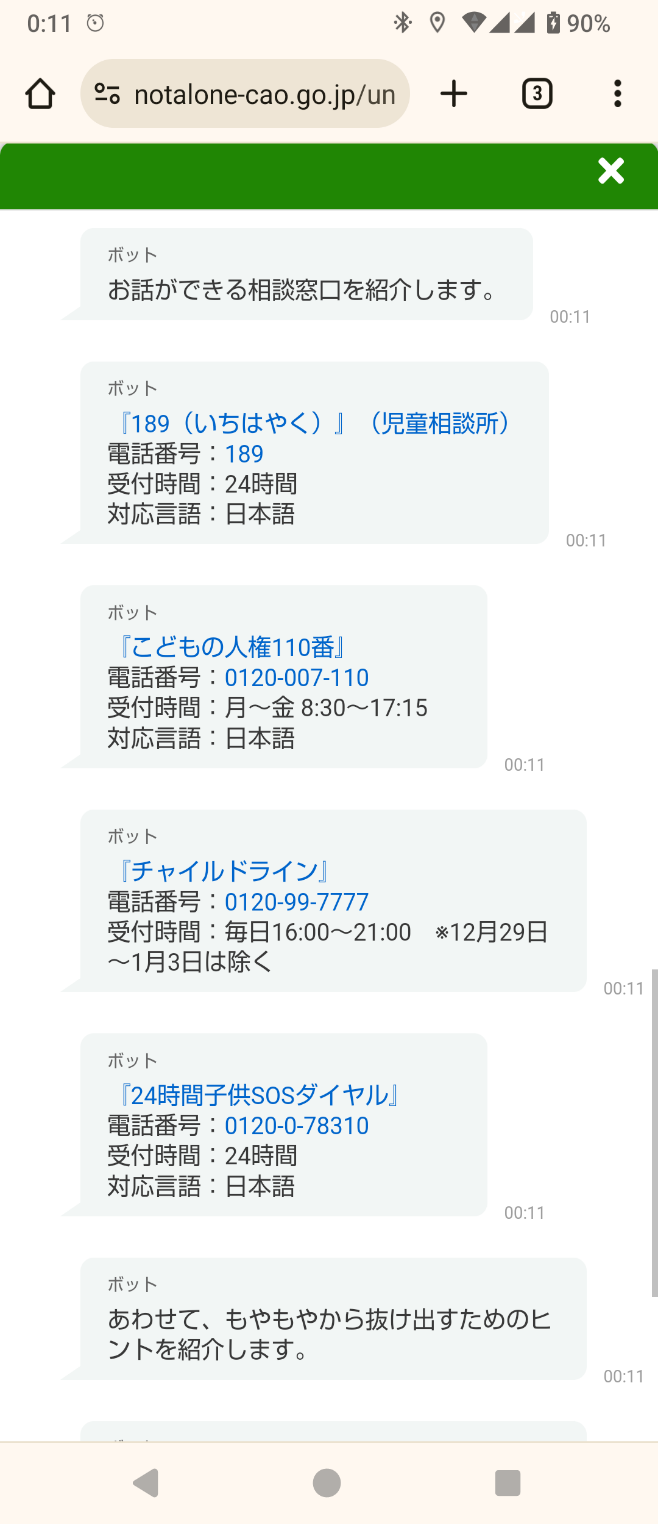 0:11
90%
notalone-cao.go.jp/un
3
ボット
お話ができる相談窓口を紹介します。
00:11
ボット
『189（いちはやく）』（児童相談所）
電話番号：189
受付時間：24時間
対応言語：日本語
00:11
ボット
『こどもの人権110番』
電話番号：0120-007-110
受付時間：月～金 8:30～17:15
対応言語：日本語
00:11
ボット
『チャイルドライン』
電話番号：0120-99-7777
受付時間：毎日16:00～21:00　※12月29日
～1月3日は除く
00:11
ボット
『24時間子供SOSダイヤル』
電話番号：0120-0-78310
受付時間：24時間
対応言語：日本語
00:11
ボット
あわせて、もやもやから抜け出すためのヒ
ントを紹介します。
00:11